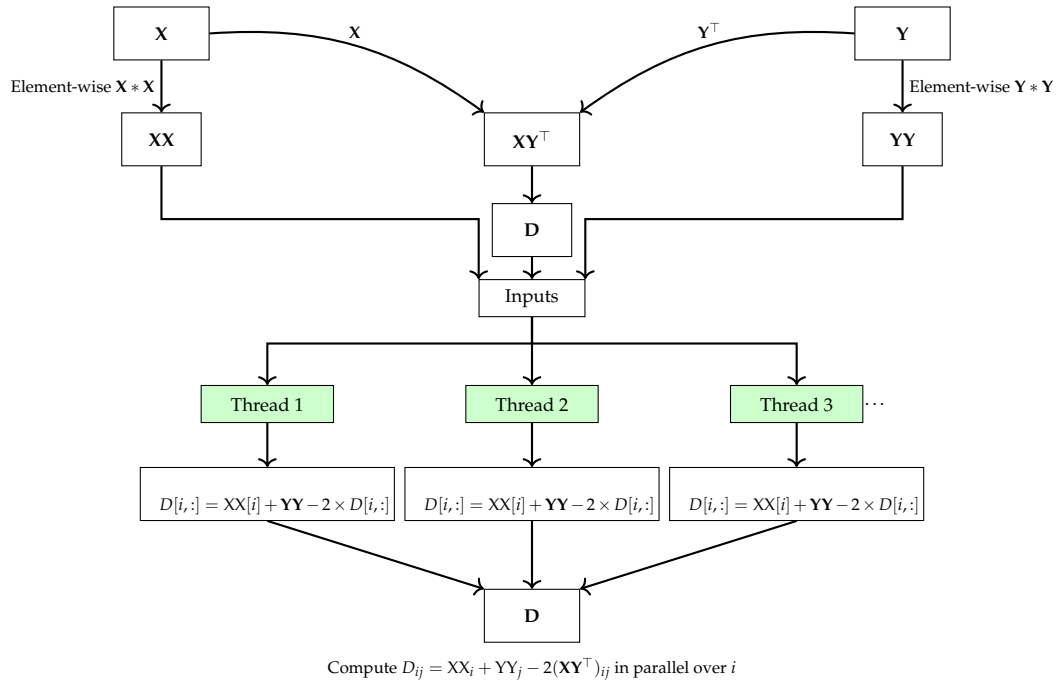 X
X
Y⊤
Y
Element-wise X ∗ X
Element-wise Y ∗ Y
XX
XY⊤
YY
D
Inputs
Thread 1
Thread 2
Thread 3
⋯
D[i,:] = XX[i] + YY − 2 × D[i,:]
D[i,:] = XX[i] + YY − 2 × D[i,:]
D[i,:] = XX[i] + YY − 2 × D[i,:]
D
Compute Dij = XXi + YYj − 2(XY⊤)ij in parallel over i